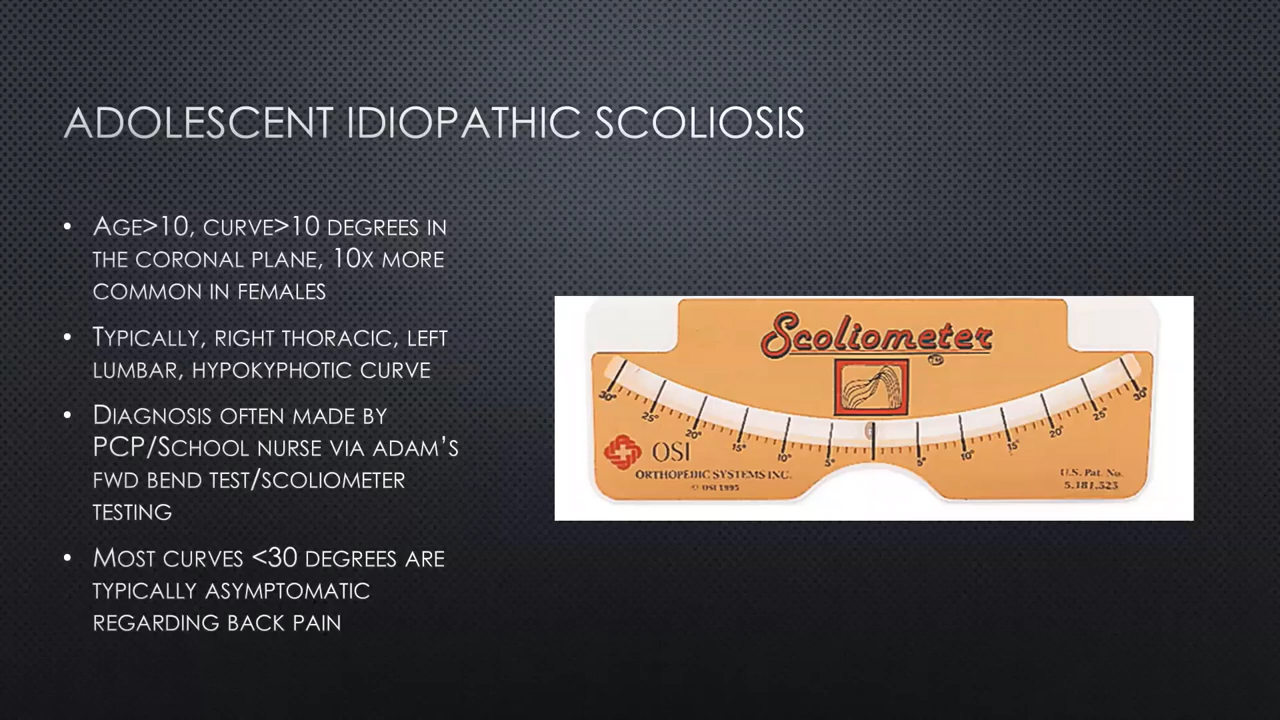 ADOLESCENT IDIOPATHIC SCOLIOSIS
• AGE>10, CURVE>10 DEGREES IN
THE CORONAL PLANE, 10X MORE
COMMON IN FEMALES
• TYPICALLY, RIGHT THORACIC, LEFT
LUMBAR, HYPOKYPHOTIC CURVE
• DIAGNOSIS OFTEN MADE BY
PCP/SCHOOL NURSE VIA ADAM'S
FWD BEND TEST/SCOLIOMETER
TESTING
• MOST CURVES <30 DEGREES ARE
TYPICALLY ASYMPTOMATIC
REGARDING BACK PAIN
Scoliometer
30° 25° 20° 15° 10° 5° 5° 10° 15° 20° 25° 30°
OSI
ORTHOPEDIC SYSTEMS INC.
© OSI 1995
U.S. Pat. No.
5,181,525